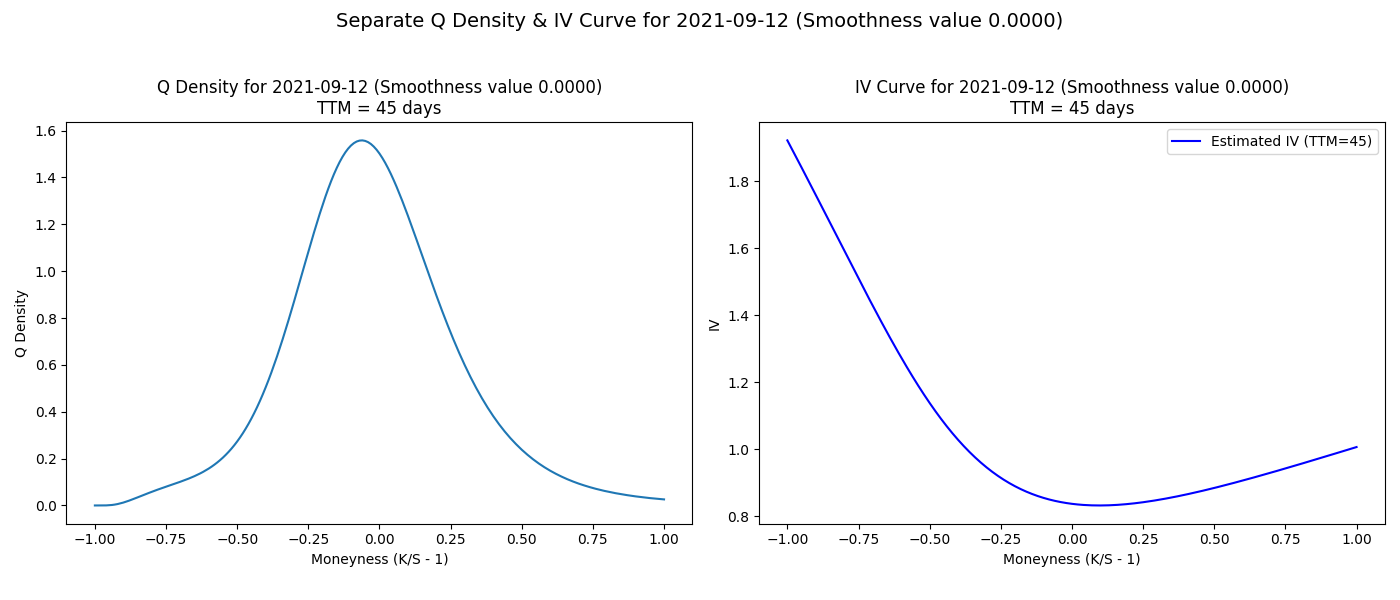 Separate Q Density & IV Curve for 2021-09-12 (Smoothness value 0.0000)
Q Density for 2021-09-12 (Smoothness value 0.0000)
TTM = 45 days
1.6
1.4
1.2
1.0
0.8
0.6
0.4
0.2
0.0
Q Density
−1.00 −0.75 −0.50 −0.25 0.00 0.25 0.50 0.75 1.00
Moneyness (K/S - 1)
IV Curve for 2021-09-12 (Smoothness value 0.0000)
TTM = 45 days
Estimated IV (TTM=45)
1.8
1.6
1.4
1.2
1.0
0.8
IV
−1.00 −0.75 −0.50 −0.25 0.00 0.25 0.50 0.75 1.00
Moneyness (K/S - 1)